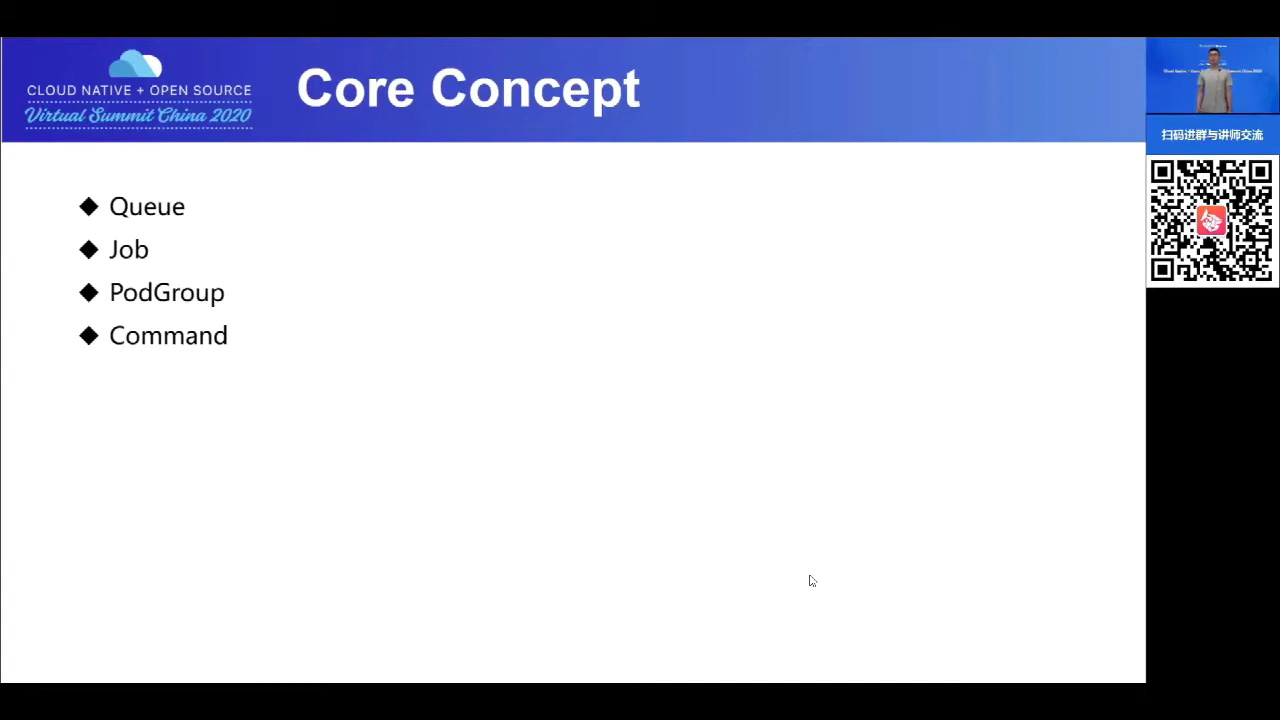 CLOUD NATIVE + OPEN SOURCE
Virtual Summit China 2020
Core Concept
Queue
Job
PodGroup
Command
扫码进群与讲师交流